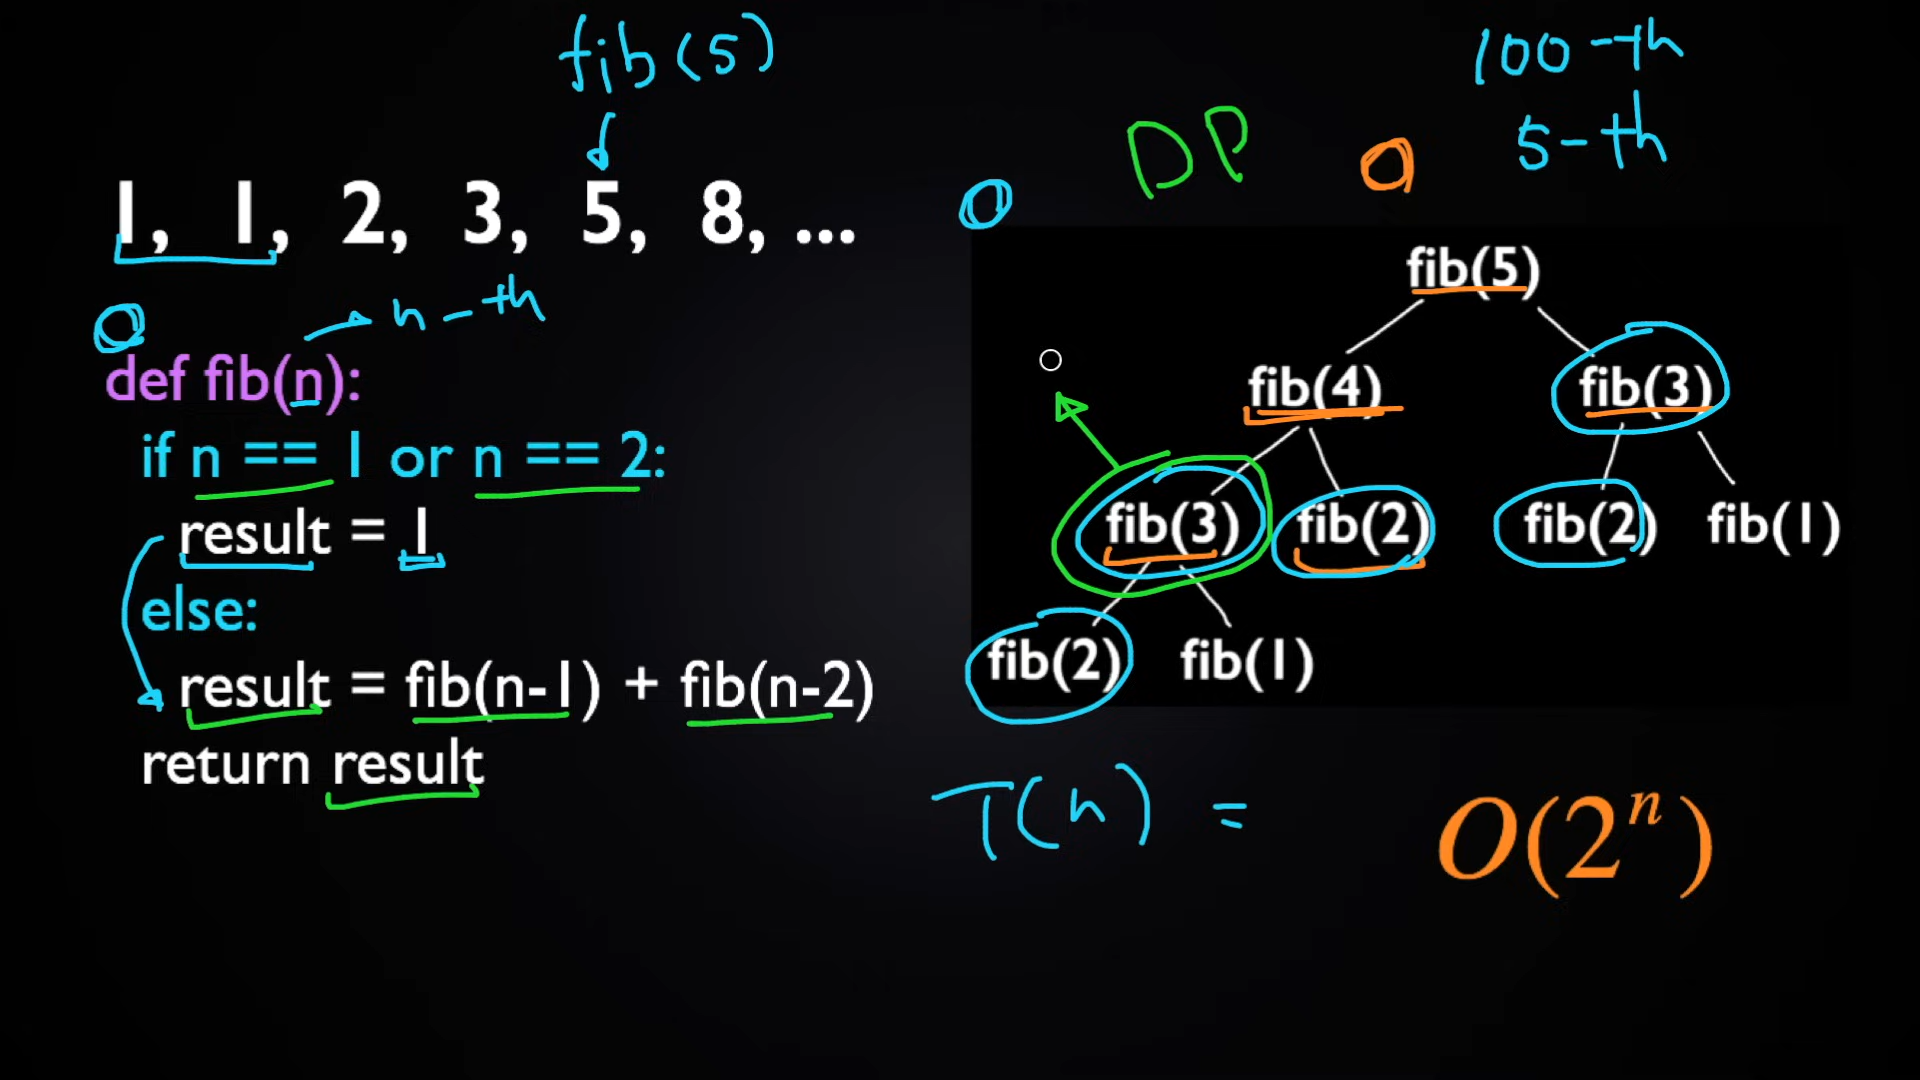 fib(5)
100-th
5-th
DP
1, 1, 2, 3, 5, 8, ...
n-th
def fib(n):
if n == 1 or n == 2:
result = 1
else:
result = fib(n-1) + fib(n-2)
return result
fib(5)
fib(4) fib(3)
fib(3) fib(2) fib(2) fib(1)
fib(2) fib(1)
T(n) = O(2^n)